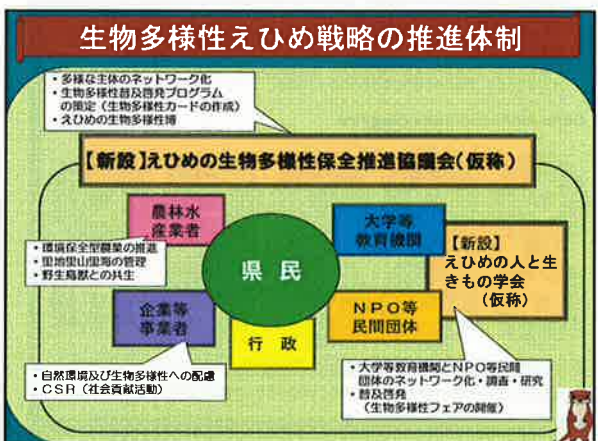 生物多様性えひめ戦略の推進体制
・多様な主体のネットワーク化
・生物多様性普及啓発プログラム
の策定（生物多様性カードの作成）
・えひめの生物多様性博
【新設】えひめの生物多様性保全推進協議会（仮称）
農林水
産業者
大学等
教育機関
・環境保全型農業の推進
・里地里山里海の管理
・野生鳥獣との共生
県民
【新設】
えひめの人と生
きもの学会
（仮称）
企業等
事業者
行政
NPO等
民間団体
・自然環境及び生物多様性への配慮
・CSR（社会貢献活動）
・大学等教育機関とNPO等民間
団体のネットワーク化・調査・研究
・普及啓発
（生物多様性フェアの開催）